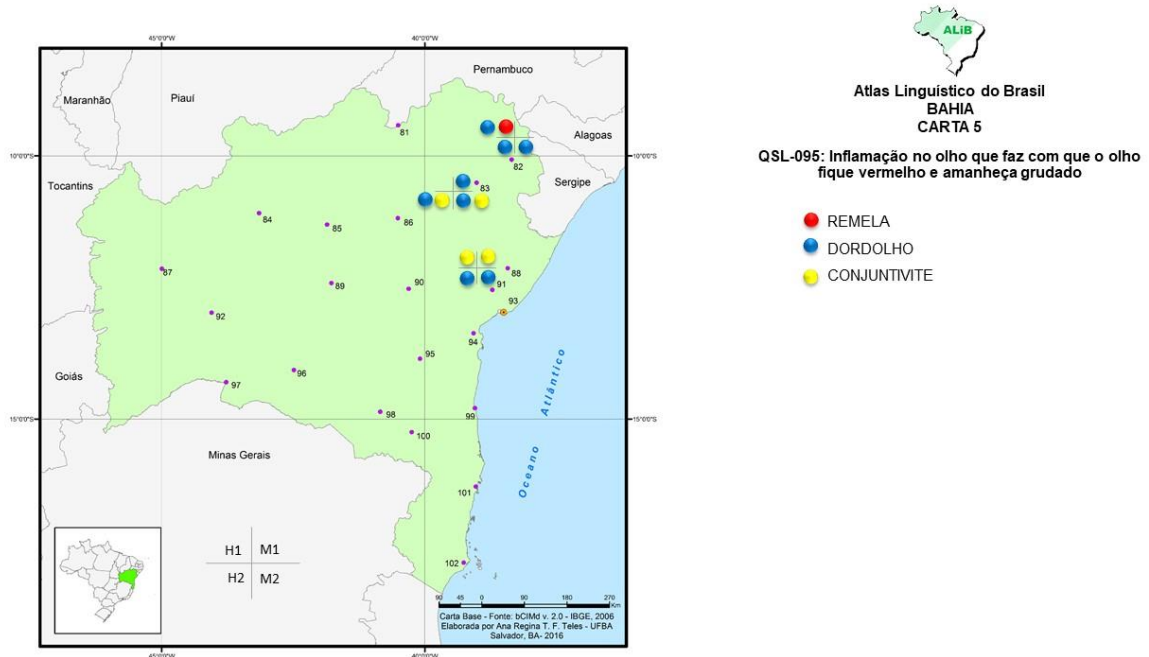 45°0'0"W
40°0'0"W
Pernambuco
Maranhão
Piauí
81
Alagoas
10°0'0"S
10°0'0"S
82
Tocantins
Sergipe
83
84
85
86
87
88
89
90
91
93
92
94
95
96
Goiás
97
98
99
15°0'0"S
15°0'0"S
100
Minas Gerais
101
Oceano Atlântico
102
H1 M1
H2 M2
90 45 0 90 180 270
Km
Carta Base - Fonte: bCIMd v. 2.0 - IBGE, 2006
Elaborada por Ana Regina T. F. Teles - UFBA
Salvador, BA- 2016
45°0'0"W
40°0'0"W
ALiB
Atlas Linguístico do Brasil
BAHIA
CARTA 5
QSL-095: Inflamação no olho que faz com que o olho
fique vermelho e amanheça grudado
REMELA
DORDOLHO
CONJUNTIVITE